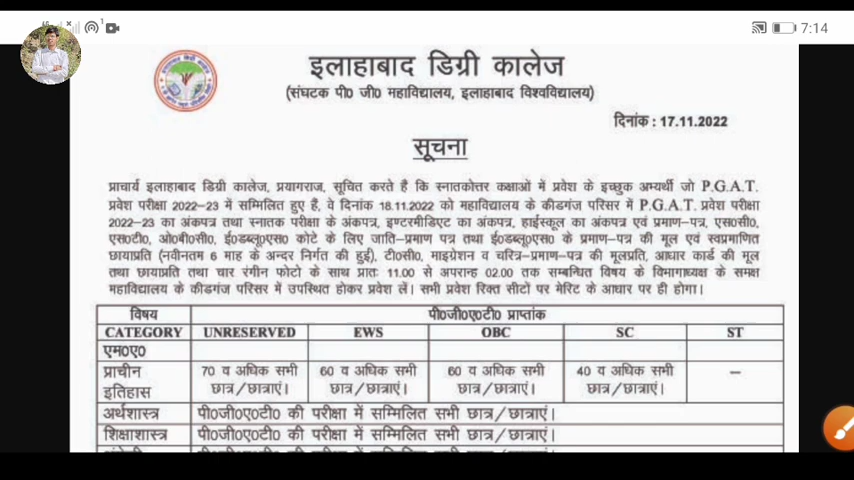 7:14
इलाहाबाद डिग्री कालेज
(संघटक पी0 जी0 महाविद्यालय, इलाहाबाद विश्वविद्यालय)
दिनांक : 17.11.2022
सूचना
प्राचार्य इलाहाबाद डिग्री कालेज, प्रयागराज, सूचित करते है कि स्नातकोत्तर कक्षाओं में प्रवेश के इच्छुक अभ्यर्थी जो P.G.A.T.
प्रवेश परीक्षा 2022-23 में सम्मिलित हुए है, वे दिनांक 18.11.2022 को महाविद्यालय के कीडगंज परिसर में P.G.A.T. प्रवेश परीक्षा
2022-23 का अंकपत्र तथा स्नातक परीक्षा के अंकपत्र, इण्टरमीडिएट का अंकपत्र, हाईस्कूल का अंकपत्र एवं प्रमाण-पत्र, एस0सी0,
एस0टी0, ओ0बी0सी0, ई0डब्लू0एस0 कोटे के लिए जाति-प्रमाण पत्र तथा ई0डब्लू0एस0 के प्रमाण-पत्र की मूल एवं स्वप्रमाणित
छायाप्रति (नवीनतम 6 माह के अन्दर निर्गत की हुई), टी0सी0, माइग्रेशन व चरित्र-प्रमाण-पत्र की मूलप्रति, आधार कार्ड की मूल
तथा छायाप्रति तथा चार रंगीन फोटो के साथ प्रातः 11.00 से अपरान्ह 02.00 तक सम्बन्धित विषय के विभागाध्यक्ष के समक्ष
महाविद्यालय के कीडगंज परिसर में उपस्थित होकर प्रवेश लें। सभी प्रवेश रिक्त सीटों पर मेरिट के आधार पर ही होगा।
विषय पी0जी0ए0टी0 प्राप्तांक
CATEGORY UNRESERVED EWS OBC SC ST
एम0ए0
प्राचीन 70 व अधिक सभी 60 व अधिक सभी 60 व अधिक सभी 40 व अधिक सभी –
इतिहास छात्र/छात्राएं। छात्र/छात्राएं। छात्र/छात्राएं। छात्र/छात्राएं।
अर्थशास्त्र पी0जी0ए0टी0 की परीक्षा में सम्मिलित सभी छात्र/छात्राएं।
शिक्षाशास्त्र पी0जी0ए0टी0 की परीक्षा में सम्मिलित सभी छात्र/छात्राएं।